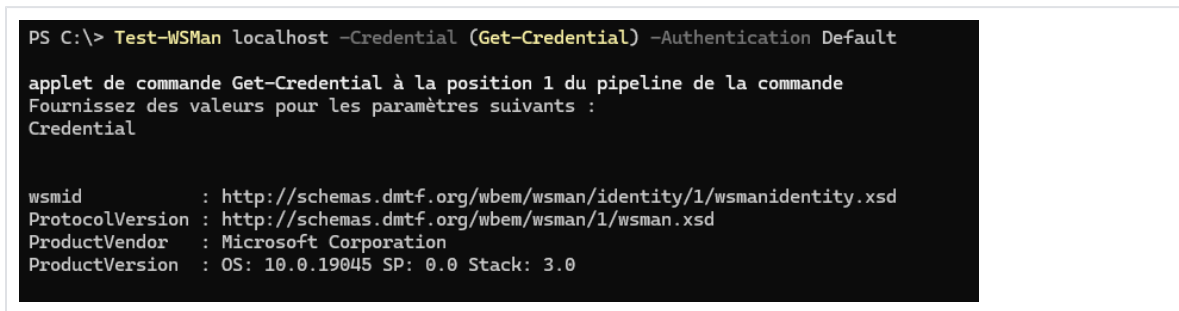 PS C:\> Test-WSMan localhost -Credential (Get-Credential) -Authentication Default
applet de commande Get-Credential à la position 1 du pipeline de la commande
Fournissez des valeurs pour les paramètres suivants :
Credential
wsmid           : http://schemas.dmtf.org/wbem/wsman/identity/1/wsmanidentity.xsd
ProtocolVersion : http://schemas.dmtf.org/wbem/wsman/1/wsman.xsd
ProductVendor   : Microsoft Corporation
ProductVersion  : OS: 10.0.19045 SP: 0.0 Stack: 3.0